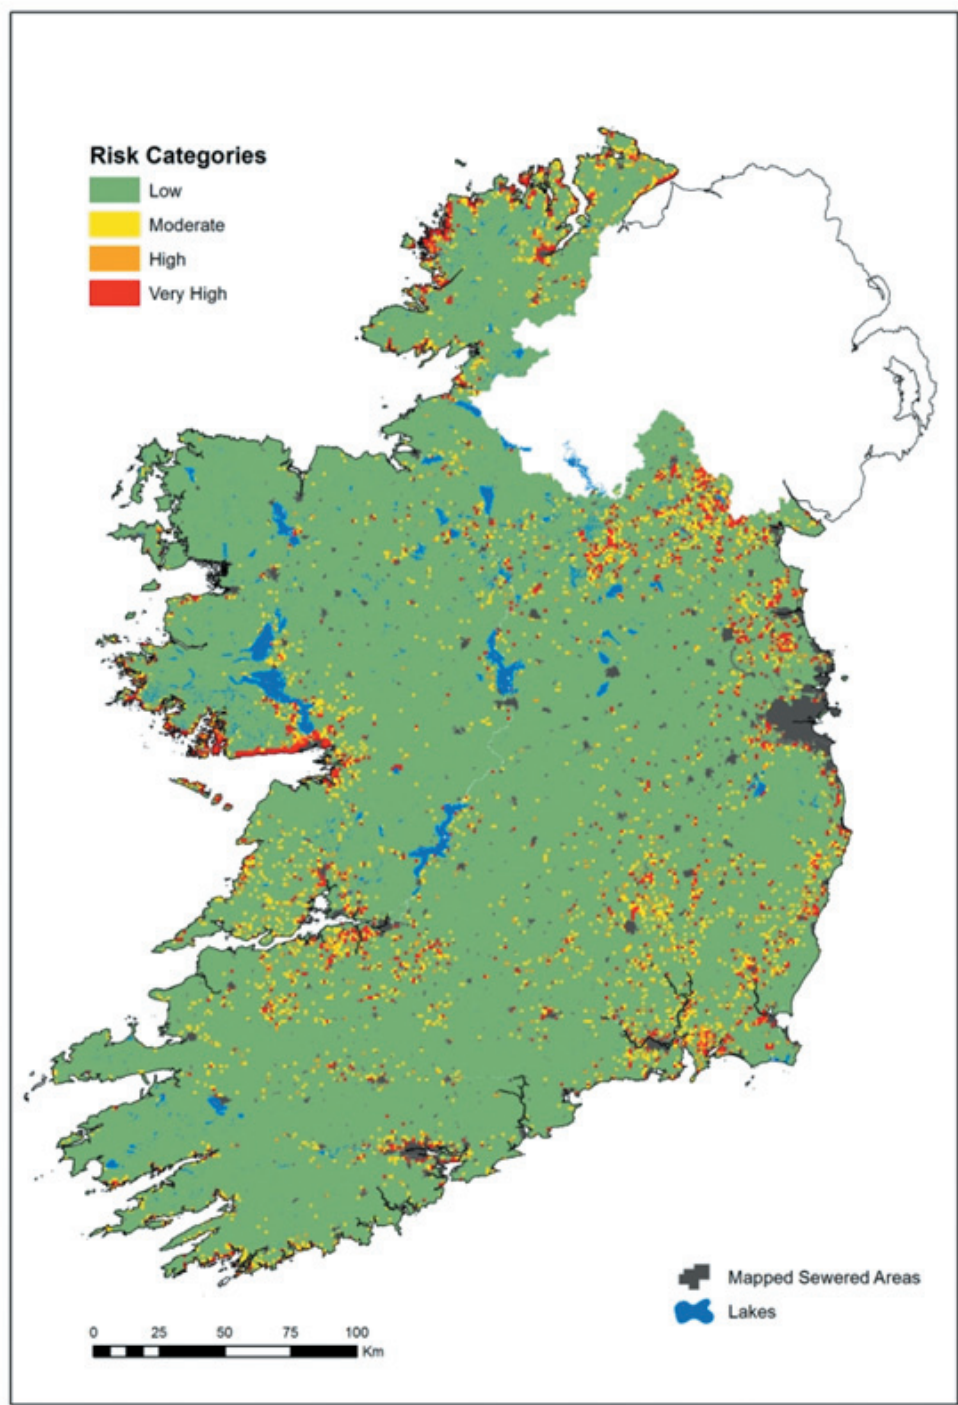 Risk Categories
Low
Moderate
High
Very High
Mapped Sewered Areas
Lakes
0 25 50 75 100
Km